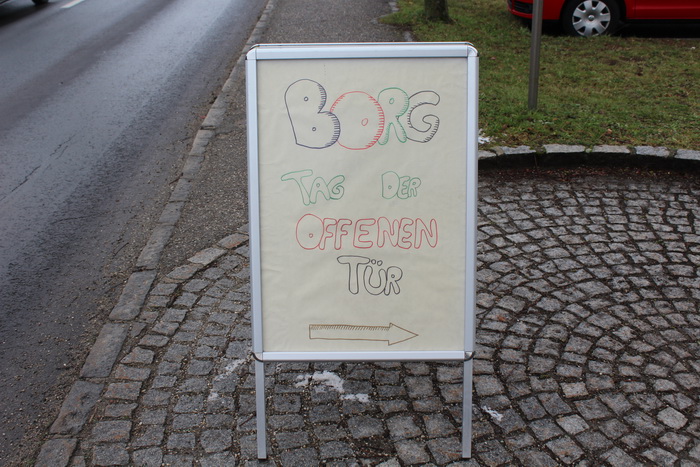 BORG
TAG DER
OFFENEN
TÜR